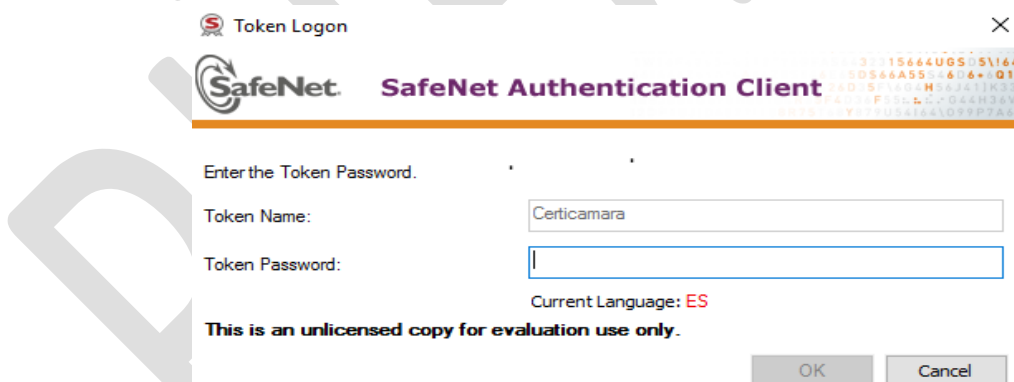 Token Logon
SafeNet. SafeNet Authentication Client
Enter the Token Password.
Token Name: Certicamara
Token Password:
Current Language: ES
This is an unlicensed copy for evaluation use only.
OK Cancel